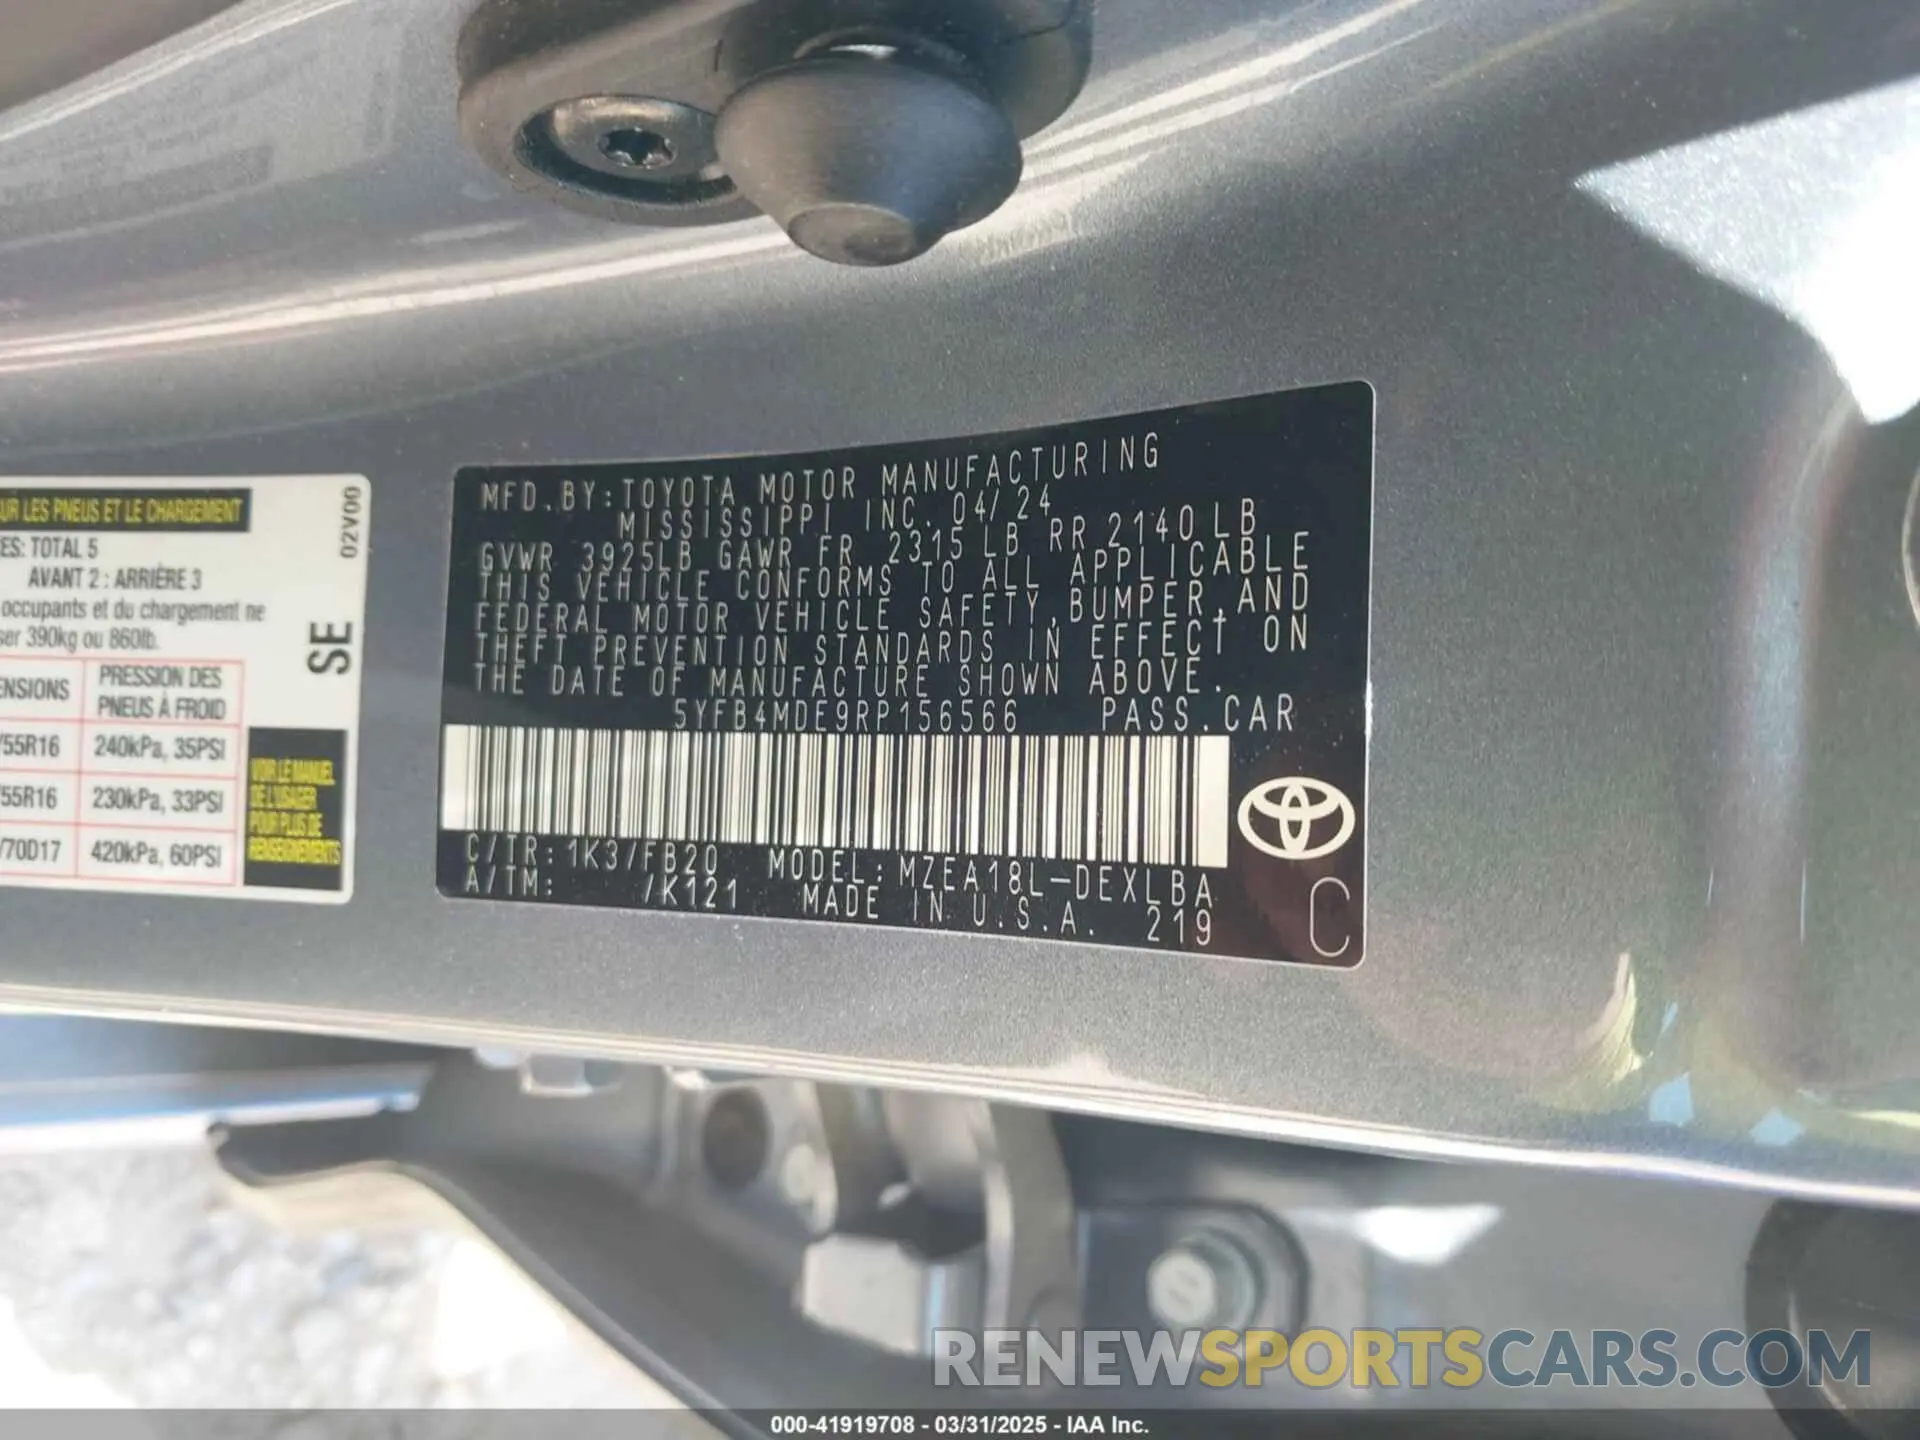 UR LES PNEUS ET LE CHARGEMENT
02V00
ES: TOTAL 5
AVANT 2 : ARRIÈRE 3
occupants et du chargement ne
ser 390kg ou 860lb.
SE
ENSIONS
PRESSION DES
PNEUS À FROID
/55R16 240kPa, 35PSI
/55R16 230kPa, 33PSI
/70D17 420kPa, 60PSI
VOIR LE MANUEL
DE L'USAGER
POUR PLUS DE
RENSEIGNEMENTS
MFD.BY:TOYOTA MOTOR MANUFACTURING
MISSISSIPPI INC. 04/24
GVWR 3925LB GAWR FR 2315 LB RR 2140LB
THIS VEHICLE CONFORMS TO ALL APPLICABLE
FEDERAL MOTOR VEHICLE SAFETY,BUMPER,AND
THEFT PREVENTION STANDARDS IN EFFECT ON
THE DATE OF MANUFACTURE SHOWN ABOVE.
5YFB4MDE9RP156566 PASS.CAR
C/TR:1K3/FB20 MODEL:MZEA18L-DEXLBA
A/TM: /K121 MADE IN U.S.A. 219
C
RENEWSPORTSCARS.COM
000-41919708 - 03/31/2025 - IAA Inc.